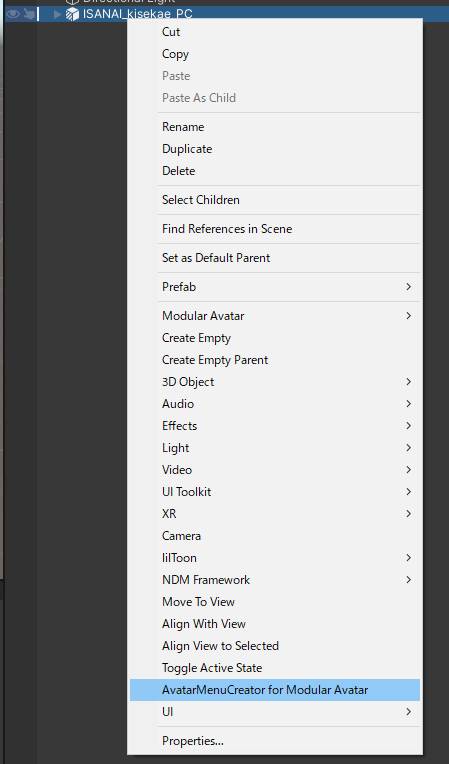 Directional Light
ISANAI_kisekae_PC
Cut
Copy
Paste
Paste As Child
Rename
Duplicate
Delete
Select Children
Find References in Scene
Set as Default Parent
Prefab
Modular Avatar
Create Empty
Create Empty Parent
3D Object
Audio
Effects
Light
Video
UI Toolkit
XR
Camera
lilToon
NDM Framework
Move To View
Align With View
Align View to Selected
Toggle Active State
AvatarMenuCreator for Modular Avatar
UI
Properties...